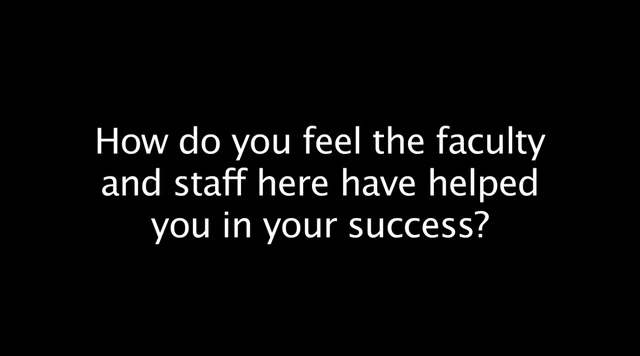 How do you feel the faculty
and staff here have helped
you in your success?